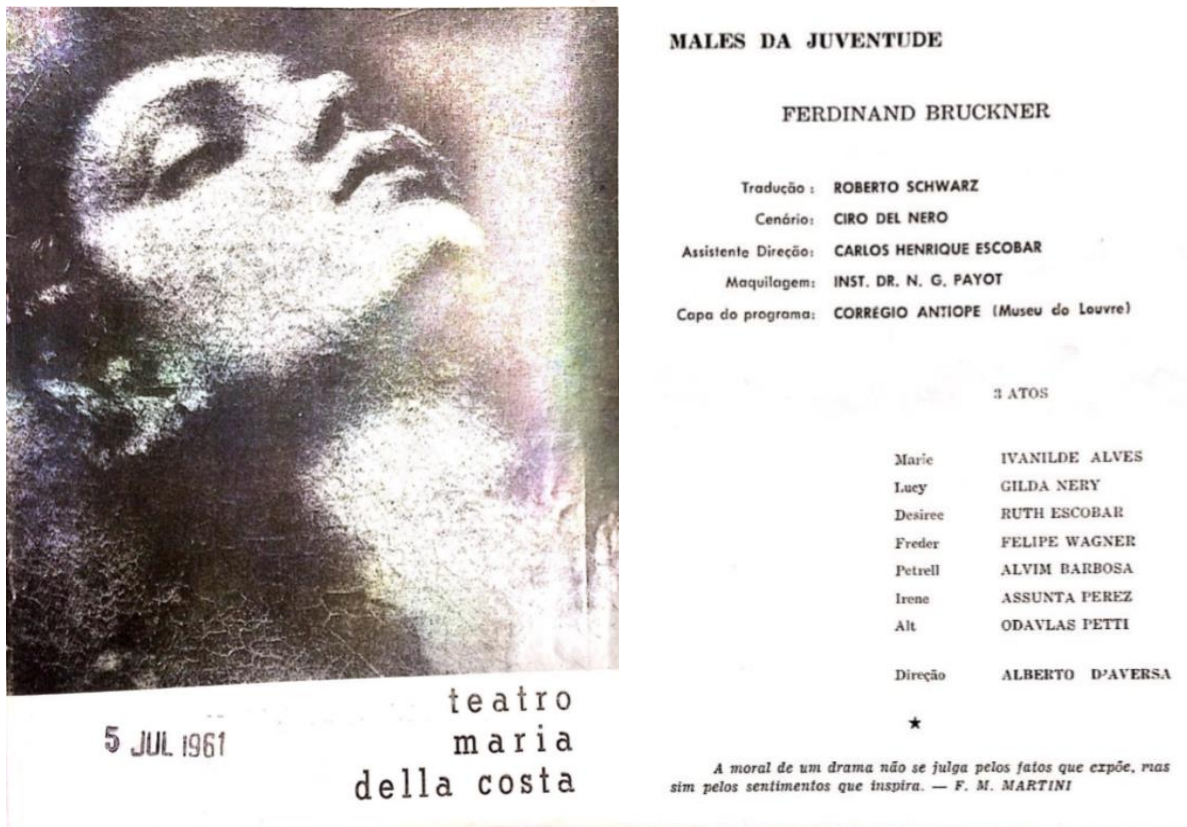 5 JUL 1961
teatro
maria
della costa
MALES DA JUVENTUDE
FERDINAND BRUCKNER
Tradução : ROBERTO SCHWARZ
Cenário: CIRO DEL NERO
Assistente Direção: CARLOS HENRIQUE ESCOBAR
Maquilagem: INST. DR. N. G. PAYOT
Capa do programa: CORREGIO ANTIOPE (Museu do Louvre)
3 ATOS
Marie IVANILDE ALVES
Lucy GILDA NERY
Desiree RUTH ESCOBAR
Freder FELIPE WAGNER
Petrell ALVIM BARBOSA
Irene ASSUNTA PEREZ
Alt ODAVLAS PETTI
Direção ALBERTO D'AVERSA
A moral de um drama não se julga pelos fatos que expõe, mas
sim pelos sentimentos que inspira. — F. M. MARTINI